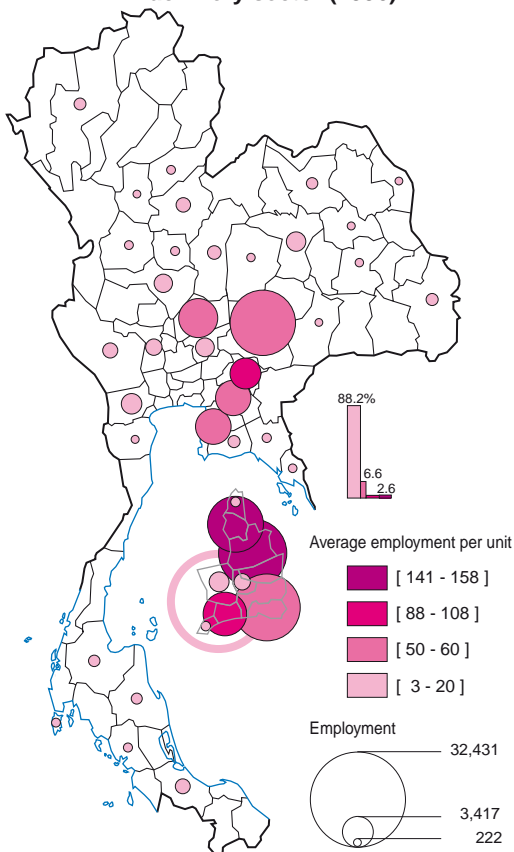 88.2%
6.6
2.6
Average employment per unit
[ 141 - 158 ]
[ 88 - 108 ]
[ 50 - 60 ]
[ 3 - 20 ]
Employment
32,431
3,417
222